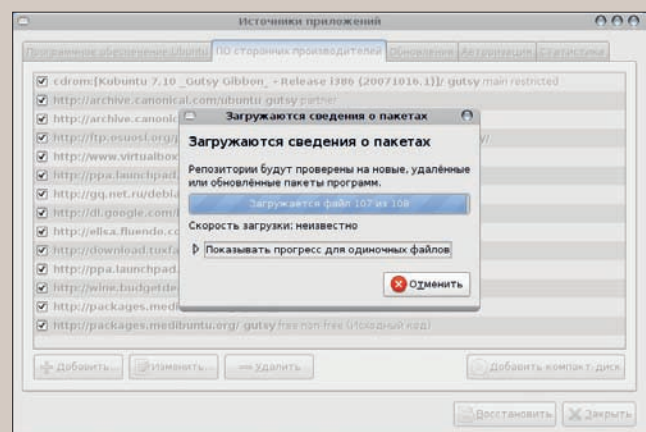 Источники приложений
Программное обеспечение Ubuntu ПО сторонних производителей Обновления Авторизация Статистика
cdrom:[Kubuntu 7.10 _Gutsy Gibbon_ - Release i386 (20071016.1)]/ gutsy main restricted
http://archive.canonical.com/ubuntu gutsy partner
http://archive.canonic
http://ftp.osuosl.org/p y/
http://www.virtualbox
http://ppa.launchpad.
http://gq.net.ru/debia
http://dl.google.com/l
http://elisa.fluendo.co
http://download.tuxfa
http://ppa.launchpad.
http://wine.budgetde
http://packages.medi
http://packages.medibuntu.org/ gutsy free non-free (Исходный код)
Загружаются сведения о пакетах
Загружаются сведения о пакетах
Репозитории будут проверены на новые, удалённые
или обновлённые пакеты программ.
Загружается файл 107 из 108
Скорость загрузки: неизвестно
Показывать прогресс для одиночных файлов
Отменить
Добавить... Изменить... Удалить Добавить компакт-диск
Восстановить Закрыть